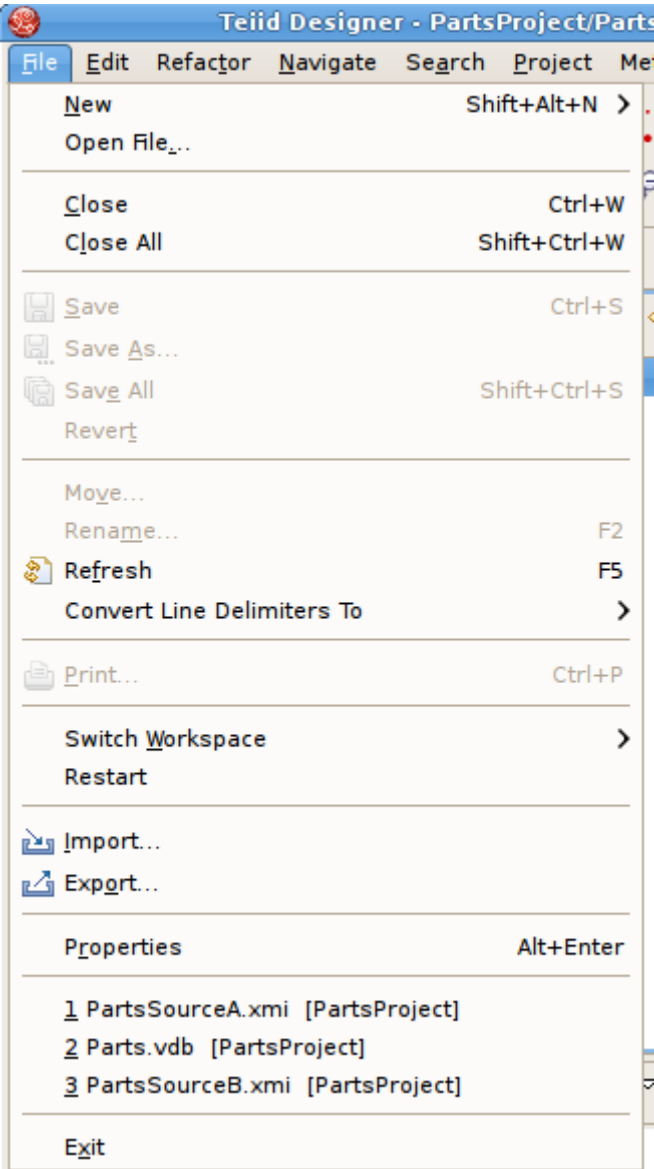 Teiid Designer - PartsProject/Parts
File Edit Refactor Navigate Search Project Me
New Shift+Alt+N
Open File...
Close Ctrl+W
Close All Shift+Ctrl+W
Save Ctrl+S
Save As...
Save All Shift+Ctrl+S
Revert
Move...
Rename... F2
Refresh F5
Convert Line Delimiters To
Print... Ctrl+P
Switch Workspace
Restart
Import...
Export...
Properties Alt+Enter
1 PartsSourceA.xmi [PartsProject]
2 Parts.vdb [PartsProject]
3 PartsSourceB.xmi [PartsProject]
Exit